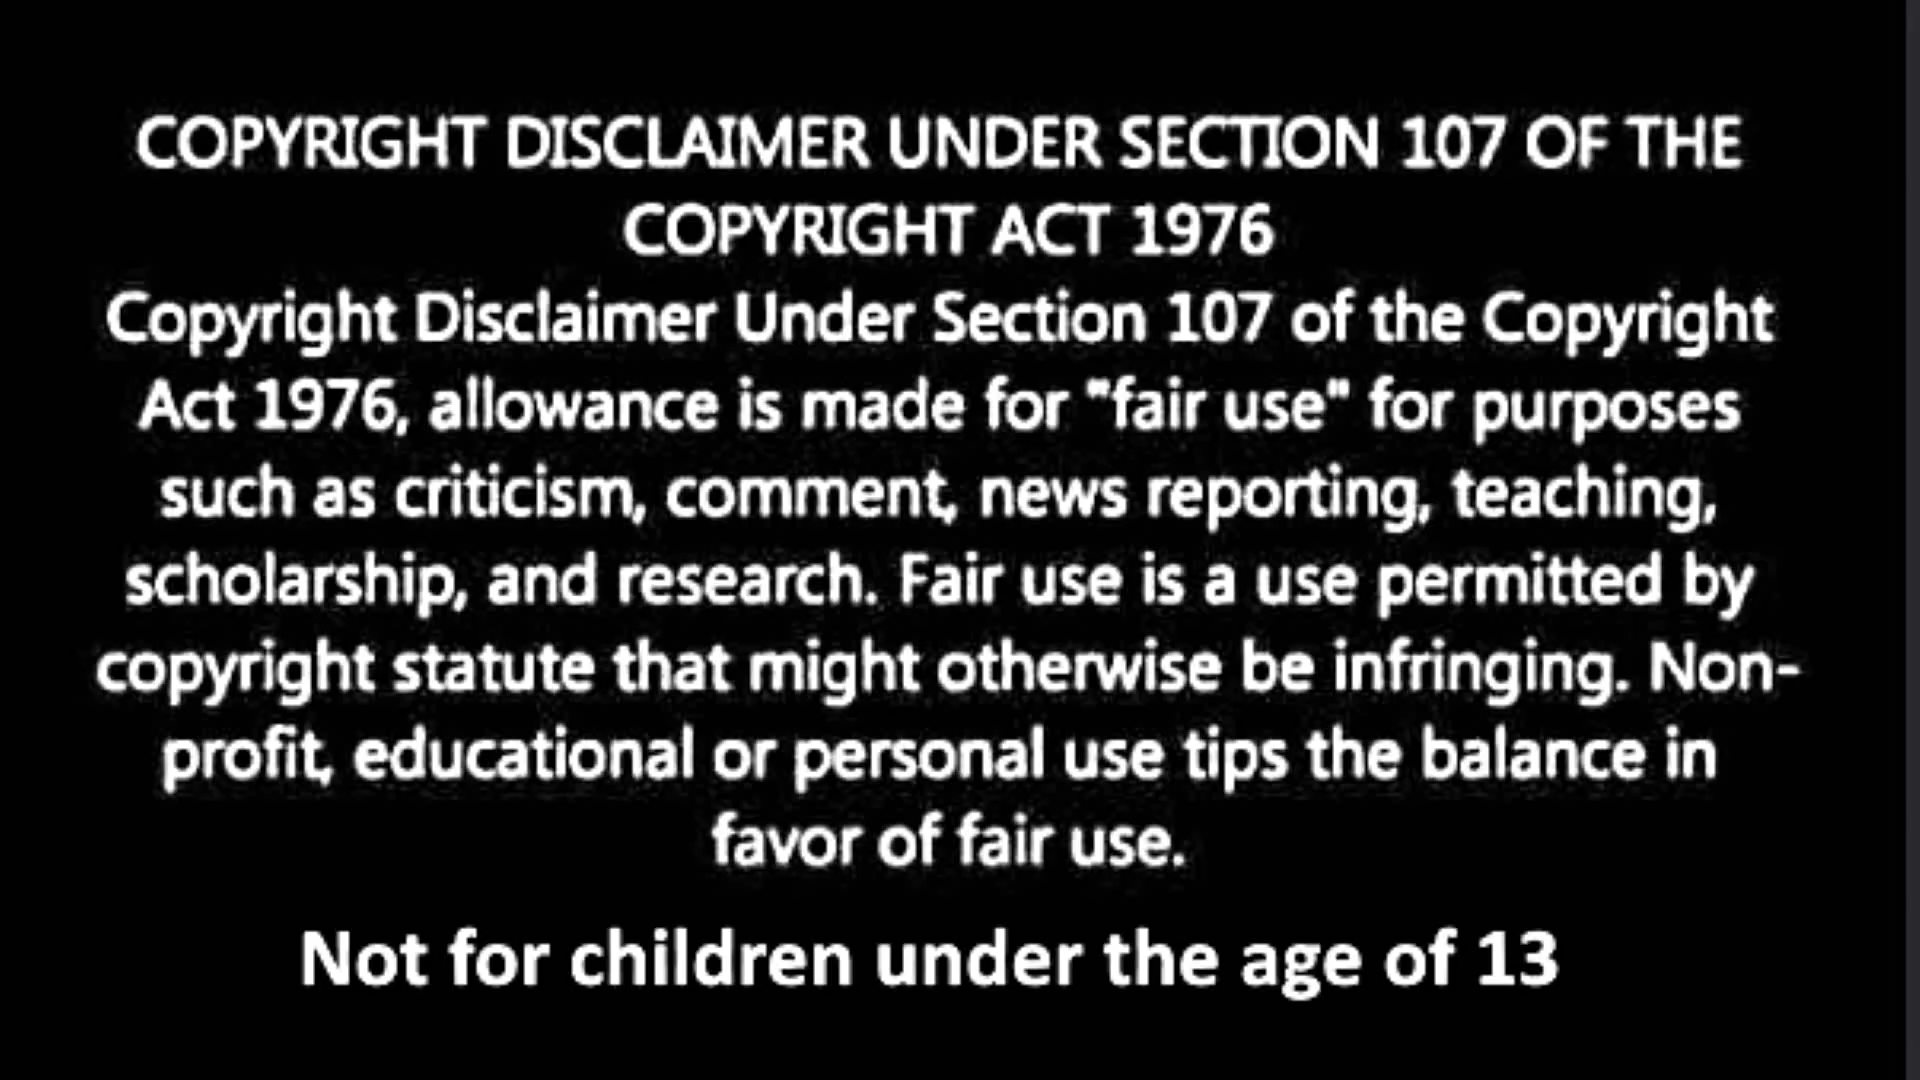 COPYRIGHT DISCLAIMER UNDER SECTION 107 OF THE
COPYRIGHT ACT 1976
Copyright Disclaimer Under Section 107 of the Copyright
Act 1976, allowance is made for "fair use" for purposes
such as criticism, comment, news reporting, teaching,
scholarship, and research. Fair use is a use permitted by
copyright statute that might otherwise be infringing. Non-
profit, educational or personal use tips the balance in
favor of fair use.
Not for children under the age of 13